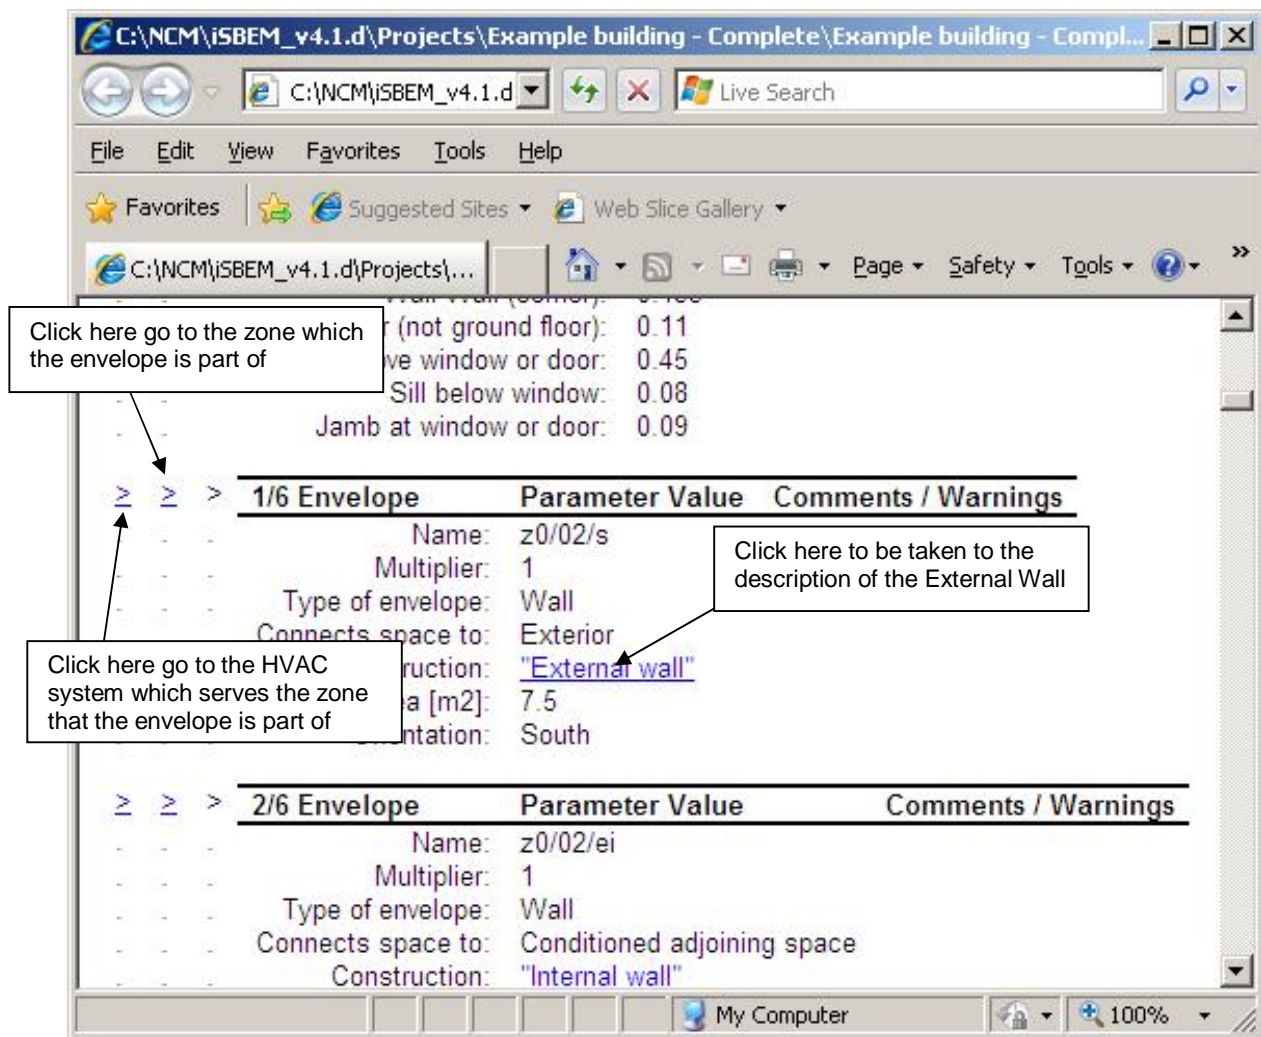 C:\NCM\iSBEM_v4.1.d\Projects\Example building - Complete\Example building - Compl...
C:\NCM\iSBEM_v4.1.d
Live Search
File Edit View Favorites Tools Help
Favorites Suggested Sites Web Slice Gallery
C:\NCM\iSBEM_v4.1.d\Projects\... Page Safety Tools »
Click here go to the zone which
the envelope is part of
(not ground floor): 0.11
window or door: 0.45
Sill below window: 0.08
Jamb at window or door: 0.09
> > > 1/6 Envelope Parameter Value Comments / Warnings
Name: z0/02/s
Multiplier: 1
Type of envelope: Wall
Connects space to: Exterior
"External wall"
[m2]: 7.5
South
Click here to be taken to the
description of the External Wall
Click here go to the HVAC
system which serves the zone
that the envelope is part of
> > > 2/6 Envelope Parameter Value Comments / Warnings
Name: z0/02/ei
Multiplier: 1
Type of envelope: Wall
Connects space to: Conditioned adjoining space
Construction: "Internal wall"
My Computer 100%